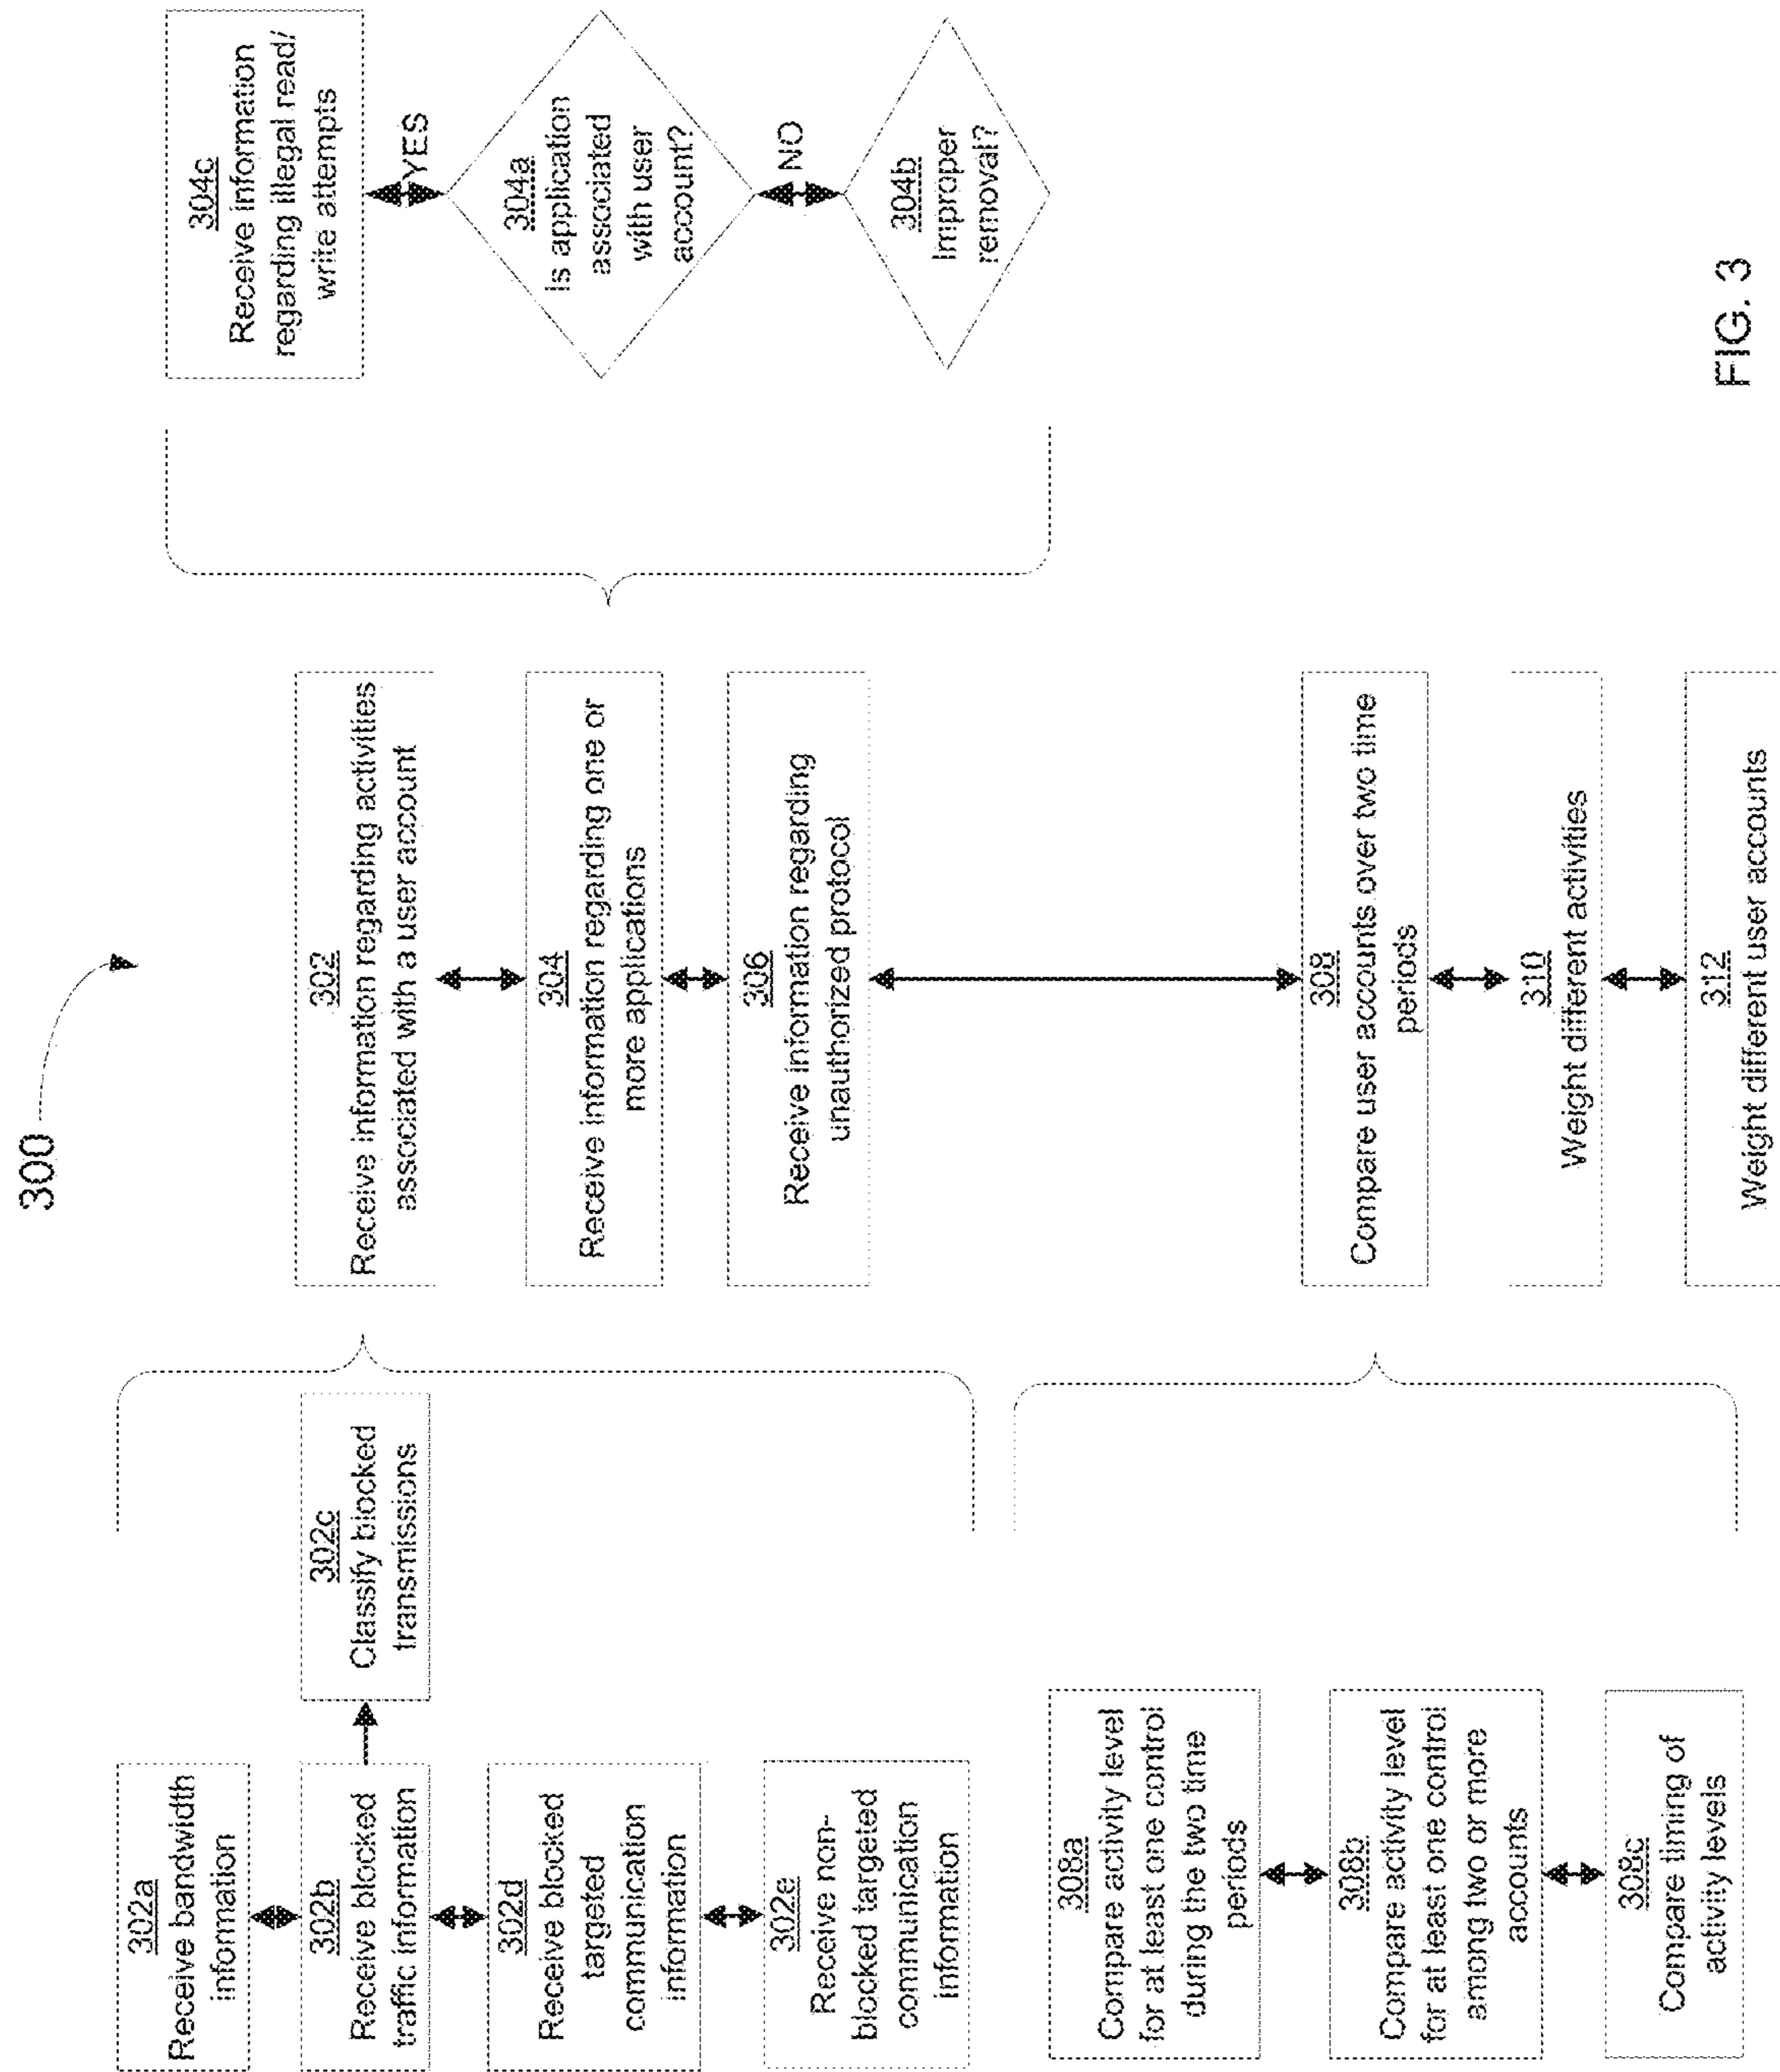 300
302a
Receive bandwidth
information
302b
Receive blocked
traffic information
302c
Classify blocked
transmissions
302d
Receive blocked
targeted
communication
information
302e
Receive non-
blocked targeted
communication
information
302
Receive information regarding activities
associated with a user account
304
Receive information regarding one or
more applications
306
Receive information regarding
unauthorized protocol
304c
Receive information
regarding illegal read/
write attempts
YES
304a
Is application
associated
with user
account?
NO
304b
Improper
removal?
308a
Compare activity level
for at least one control
during the two time
periods
308b
Compare activity level
for at least one control
among two or more
accounts
308c
Compare timing of
activity levels
308
Compare user accounts over two time
periods
310
Weight different activities
312
Weight different user accounts
FIG. 3